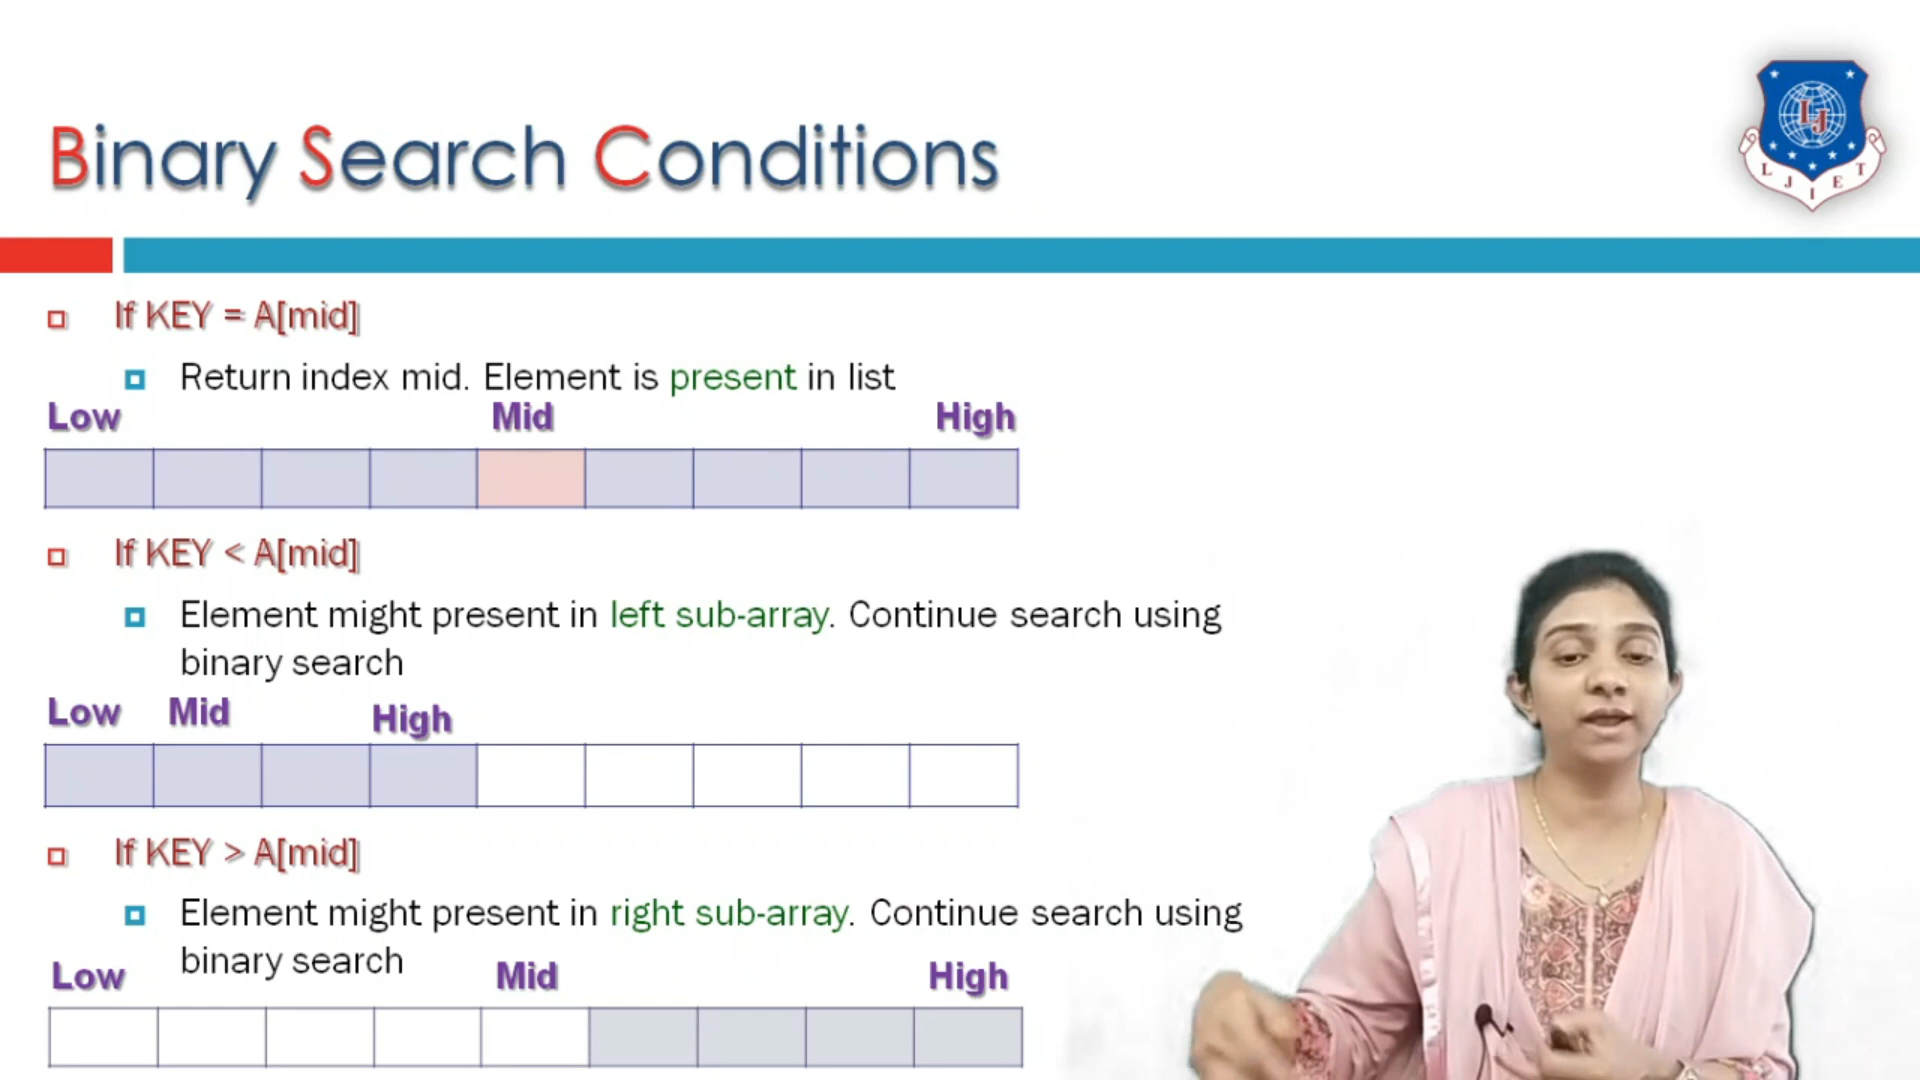 Binary Search Conditions
LJ
LJIET
If KEY = A[mid]
Return index mid. Element is present in list
Low Mid High
If KEY < A[mid]
Element might present in left sub-array. Continue search using
binary search
Low Mid High
If KEY > A[mid]
Element might present in right sub-array. Continue search using
binary search
Low Mid High